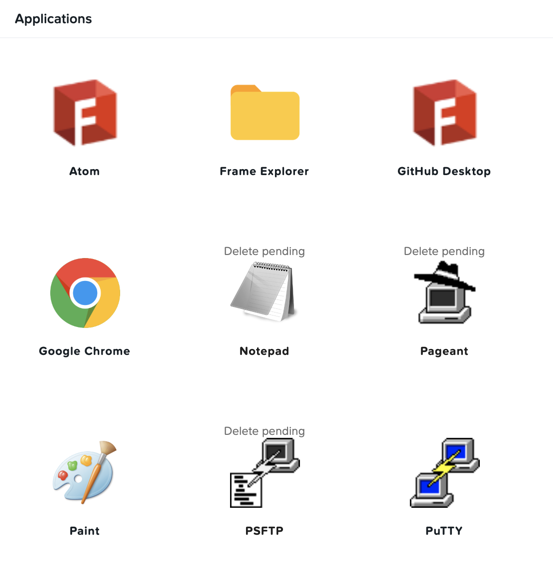 Applications
Atom
Frame Explorer
GitHub Desktop
Google Chrome
Delete pending
Notepad
Delete pending
Pageant
Paint
Delete pending
PSFTP
PuTTY